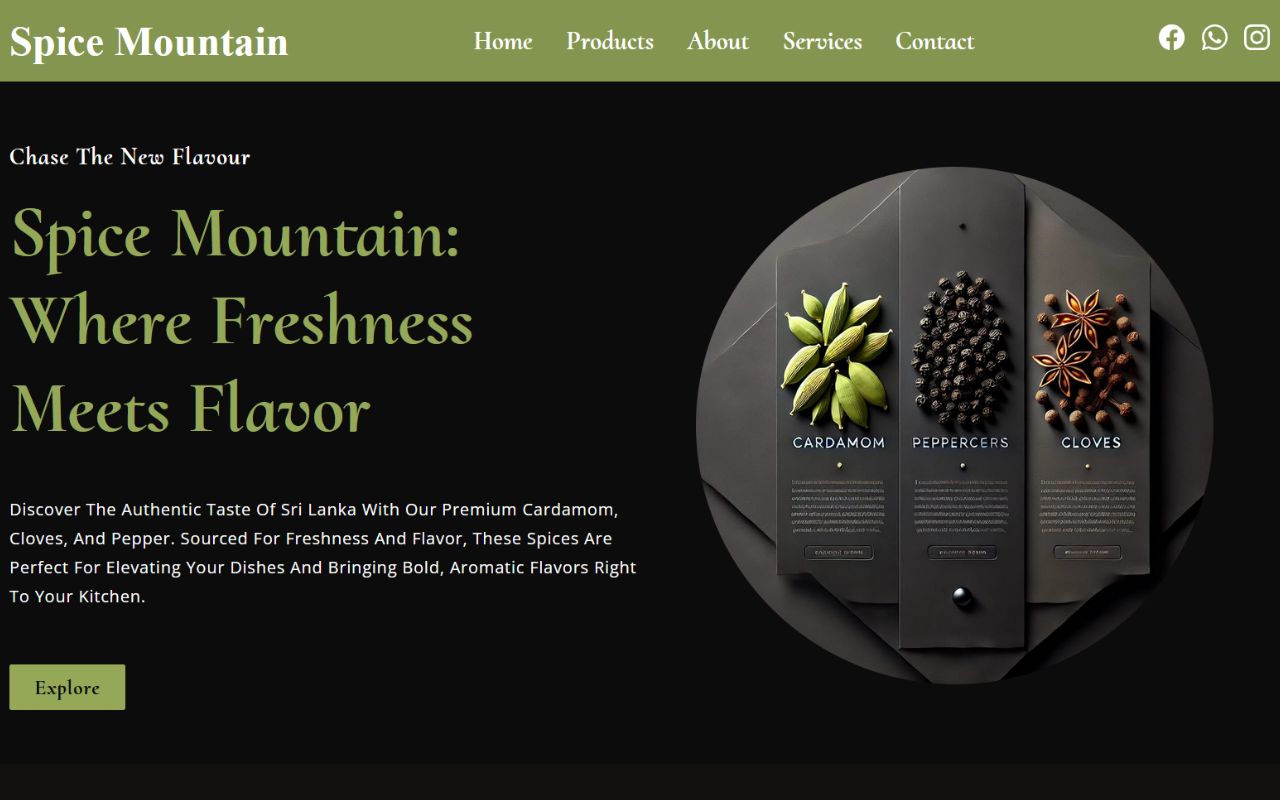 Spice Mountain
Home Products About Services Contact
Chase The New Flavour
Spice Mountain:
Where Freshness
Meets Flavor
Discover The Authentic Taste Of Sri Lanka With Our Premium Cardamom,
Cloves, And Pepper. Sourced For Freshness And Flavor, These Spices Are
Perfect For Elevating Your Dishes And Bringing Bold, Aromatic Flavors Right
To Your Kitchen.
Explore
CARDAMOM PEPPERCERS CLOVES